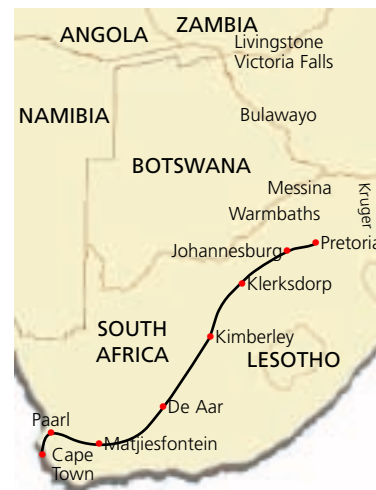 ZAMBIA
ANGOLA
Livingstone
Victoria Falls
NAMIBIA
Bulawayo
BOTSWANA
Messina
Kruger
Warmbaths
Johannesburg
Pretoria
Klerksdorp
SOUTH
AFRICA
Kimberley
LESOTHO
De Aar
Paarl
Matjiesfontein
Cape
Town